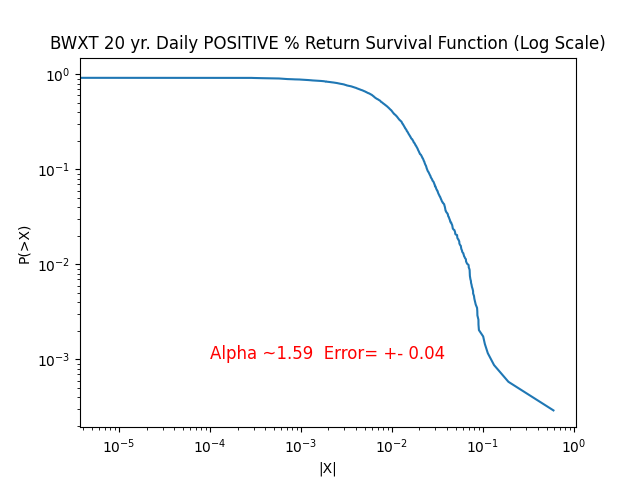 BWXT 20 yr. Daily POSITIVE % Return Survival Function (Log Scale)
10⁰
10⁻¹
10⁻²
10⁻³
P(>X)
Alpha ~1.59  Error= +- 0.04
10⁻⁵ 10⁻⁴ 10⁻³ 10⁻² 10⁻¹ 10⁰
|X|